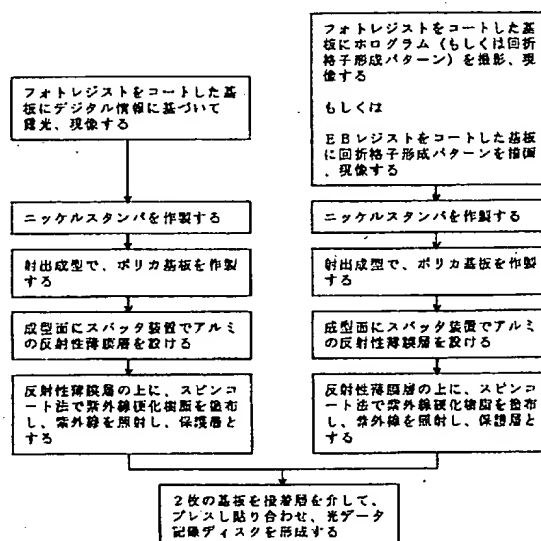 フォトレジストをコートした基
板にデジタル情報に基づいて
露光、現像する
ニッケルスタンパを作製する
射出成型で、ポリカ基板を作製
する
成型面にスパッタ装置でアルミ
の反射性薄膜層を設ける
反射性薄膜層の上に、スピンコ
ート法で紫外線硬化樹脂を塗布
し、紫外線を照射し、保護層と
する
フォトレジストをコートした基
板にホログラム(もしくは回折
格子形成パターン)を撮影、現
像する
もしくは
EBレジストをコートした基板
に回折格子形成パターンを描画
、現像する
ニッケルスタンパを作製する
射出成型で、ポリカ基板を作製
する
成型面にスパッタ装置でアルミ
の反射性薄膜層を設ける
反射性薄膜層の上に、スピンコ
ート法で紫外線硬化樹脂を塗布
し、紫外線を照射し、保護層と
する
2枚の基板を接着層を介して、
プレスし貼り合わせ、光データ
記録ディスクを形成する